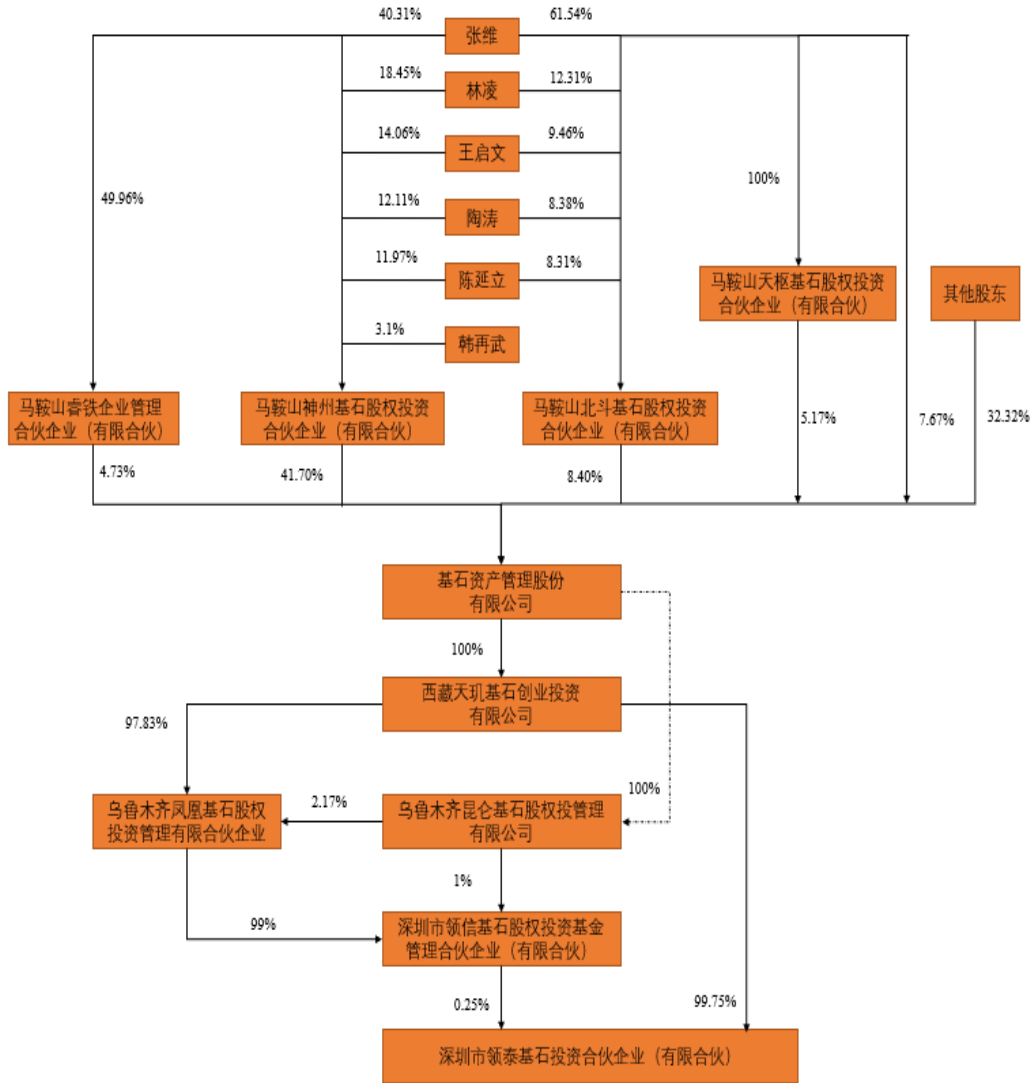 40.31%
61.54%
张维
18.45%
12.31%
林凌
14.06%
9.46%
王启文
49.96%
100%
12.11%
8.38%
陶涛
11.97%
8.31%
陈延立
马鞍山天枢基石股权投资
合伙企业（有限合伙）
其他股东
3.1%
韩再武
马鞍山睿铁企业管理
合伙企业（有限合伙）
马鞍山神州基石股权投资
合伙企业（有限合伙）
马鞍山北斗基石股权投资
合伙企业（有限合伙）
5.17%
7.67%
32.32%
4.73%
41.70%
8.40%
基石资产管理股份
有限公司
100%
西藏天玑基石创业投资
有限公司
97.83%
100%
乌鲁木齐凤凰基石股权
投资管理有限合伙企业
2.17%
乌鲁木齐昆仑基石股权投管理
有限公司
1%
99%
深圳市领信基石股权投资基金
管理合伙企业（有限合伙）
0.25%
99.75%
深圳市领泰基石投资合伙企业（有限合伙）